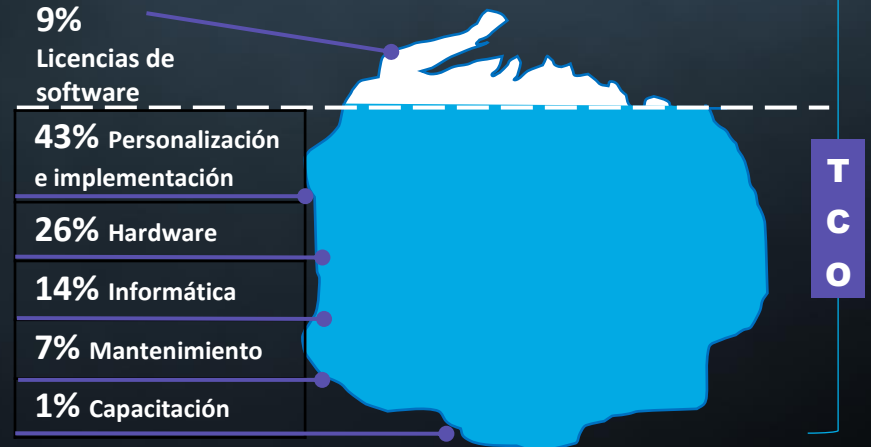 9%
Licencias de
software
43% Personalización
e implementación
26% Hardware
14% Informática
7% Mantenimiento
1% Capacitación
T
C
O